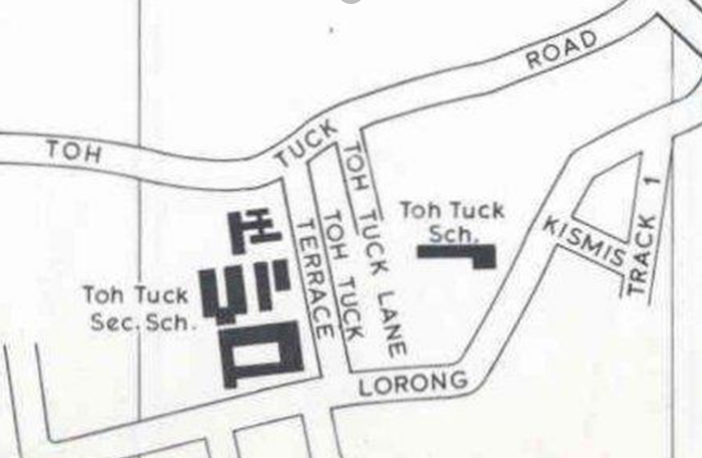 TOH TUCK ROAD
TOH TUCK LANE
TOH TUCK
TERRACE
Toh Tuck
Sch.
Toh Tuck
Sec. Sch.
LORONG KISMIS
TRACK 1